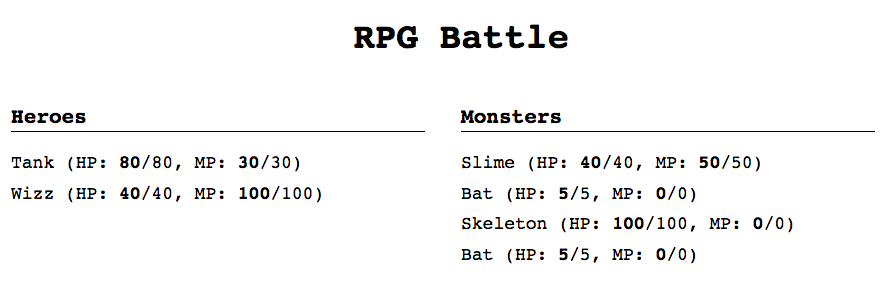 RPG Battle
Heroes
Tank (HP: 80/80, MP: 30/30)
Wizz (HP: 40/40, MP: 100/100)
Monsters
Slime (HP: 40/40, MP: 50/50)
Bat (HP: 5/5, MP: 0/0)
Skeleton (HP: 100/100, MP: 0/0)
Bat (HP: 5/5, MP: 0/0)